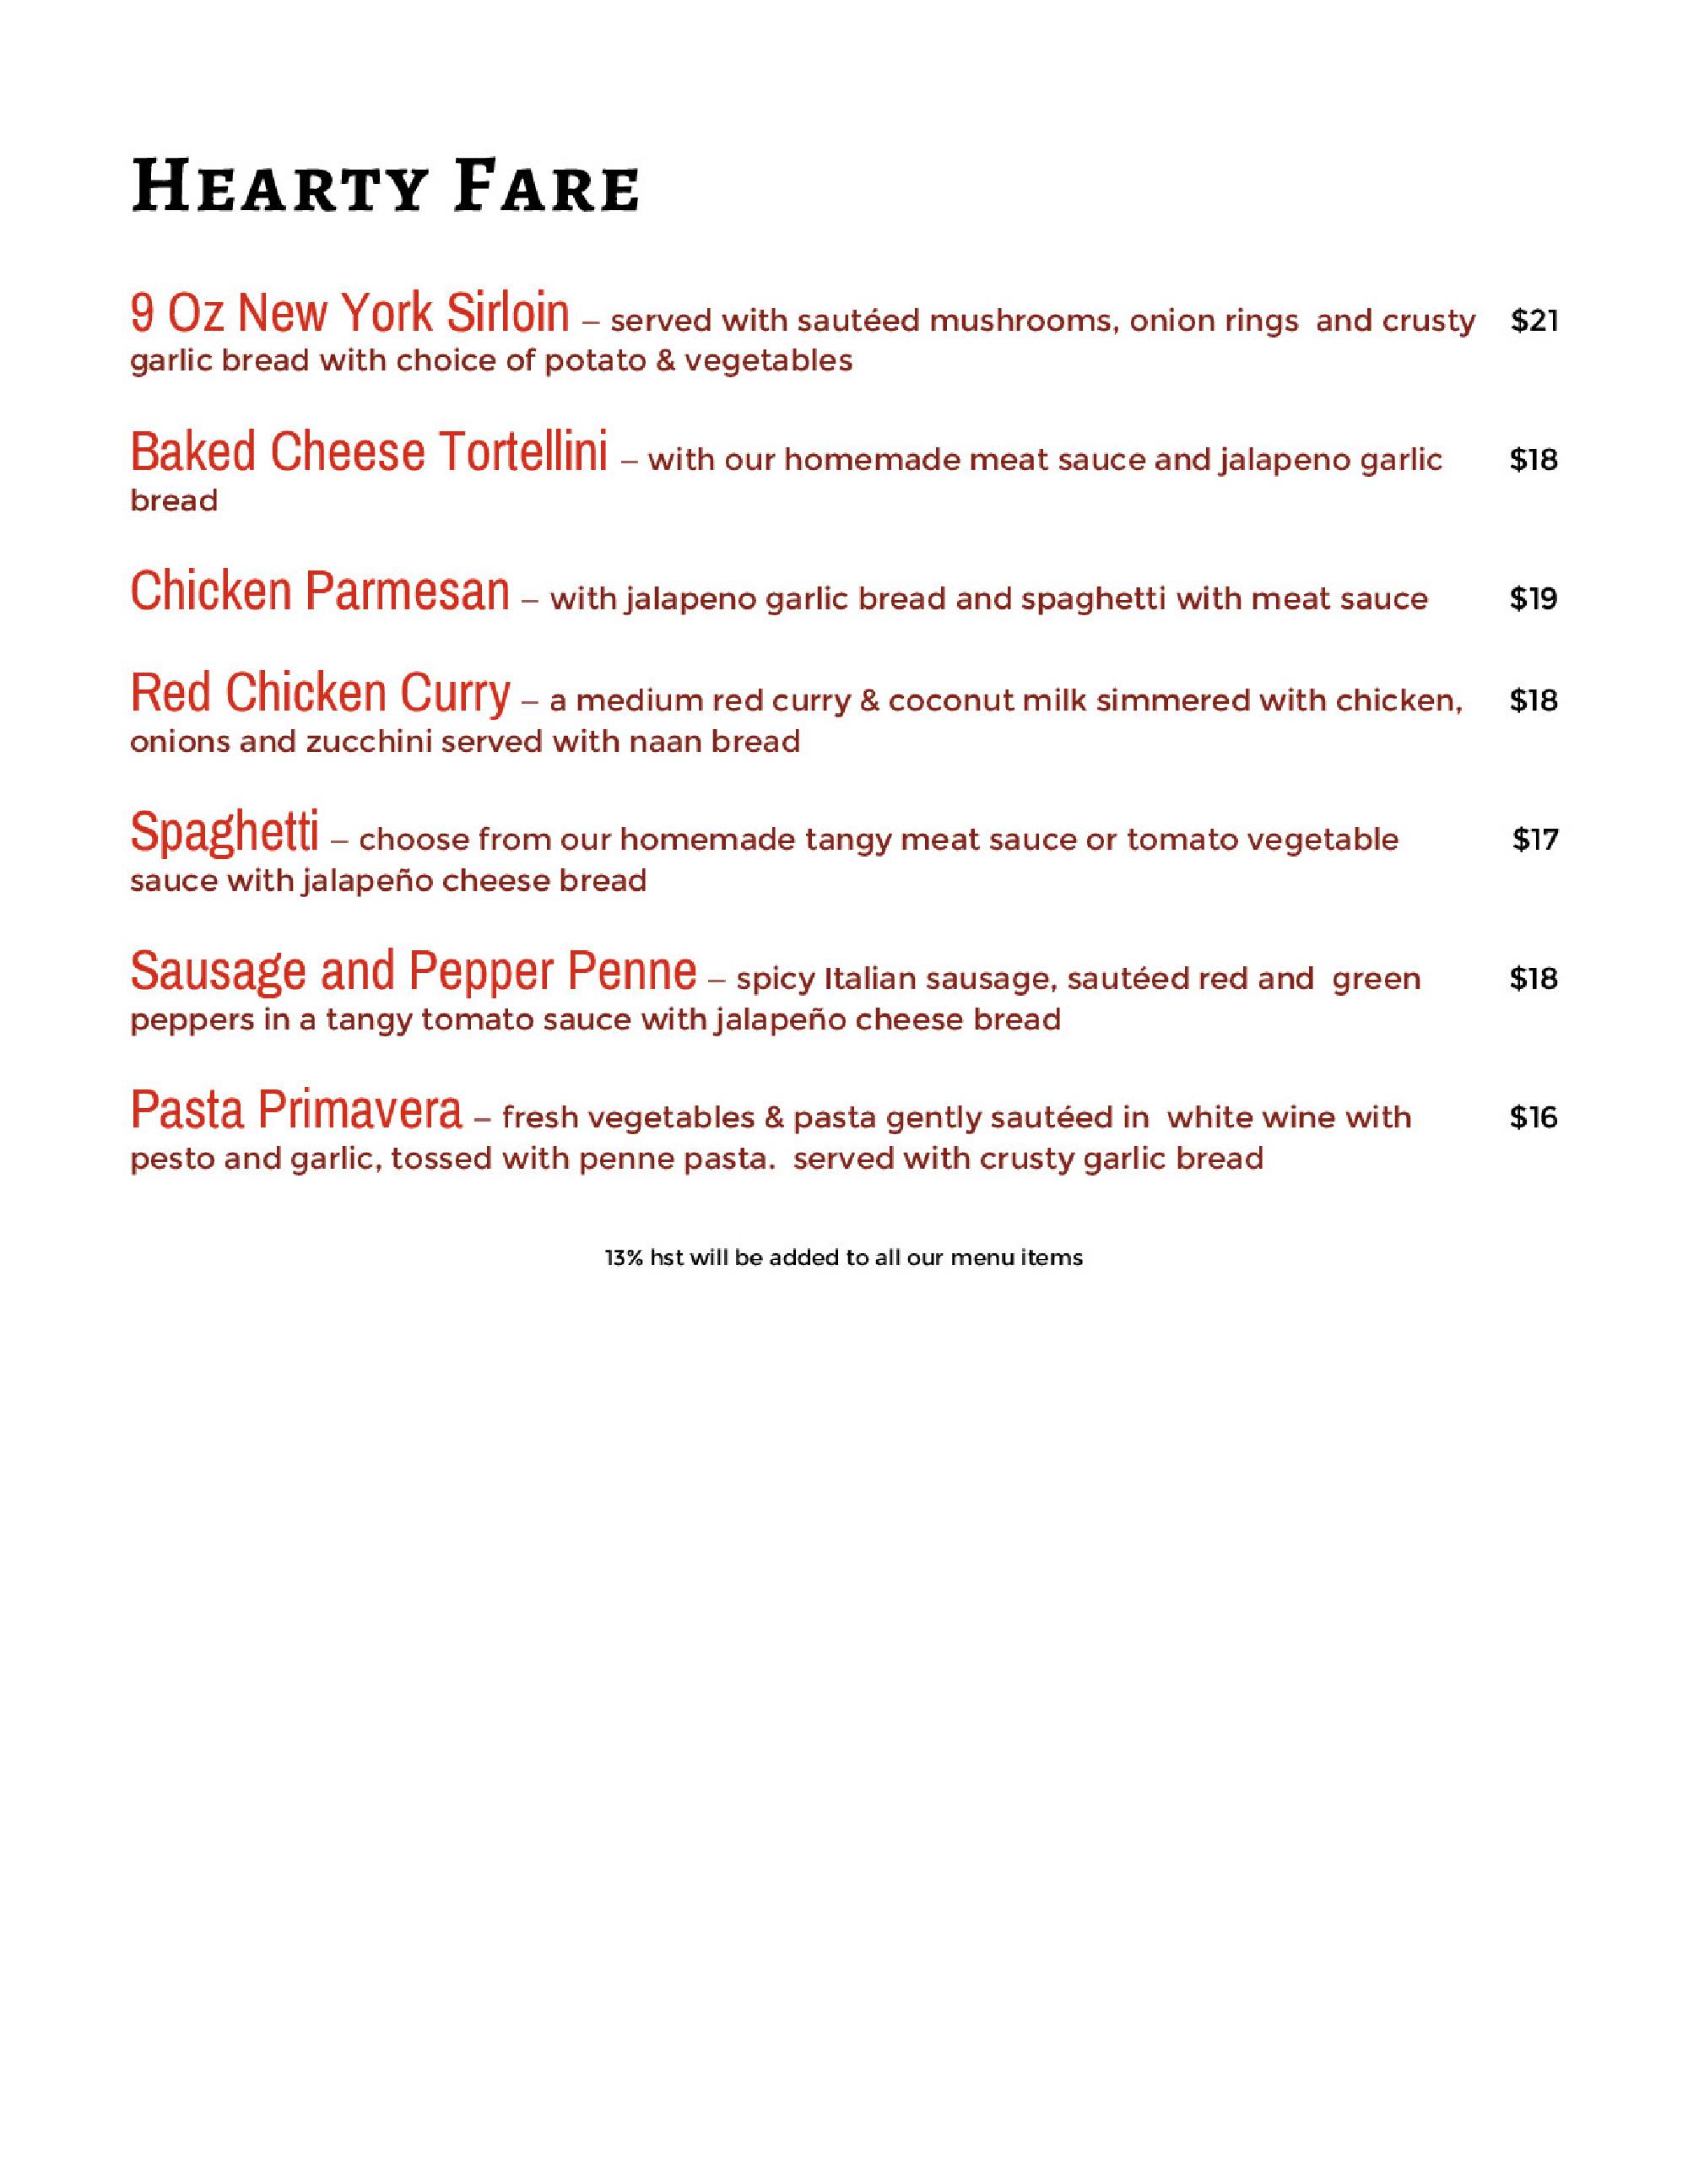 Hearty Fare
9 Oz New York Sirloin – served with sautéed mushrooms, onion rings and crusty $21
garlic bread with choice of potato & vegetables
Baked Cheese Tortellini – with our homemade meat sauce and jalapeno garlic $18
bread
Chicken Parmesan – with jalapeno garlic bread and spaghetti with meat sauce $19
Red Chicken Curry – a medium red curry & coconut milk simmered with chicken, $18
onions and zucchini served with naan bread
Spaghetti – choose from our homemade tangy meat sauce or tomato vegetable $17
sauce with jalapeño cheese bread
Sausage and Pepper Penne – spicy Italian sausage, sautéed red and green $18
peppers in a tangy tomato sauce with jalapeño cheese bread
Pasta Primavera – fresh vegetables & pasta gently sautéed in white wine with $16
pesto and garlic, tossed with penne pasta. served with crusty garlic bread
13% hst will be added to all our menu items